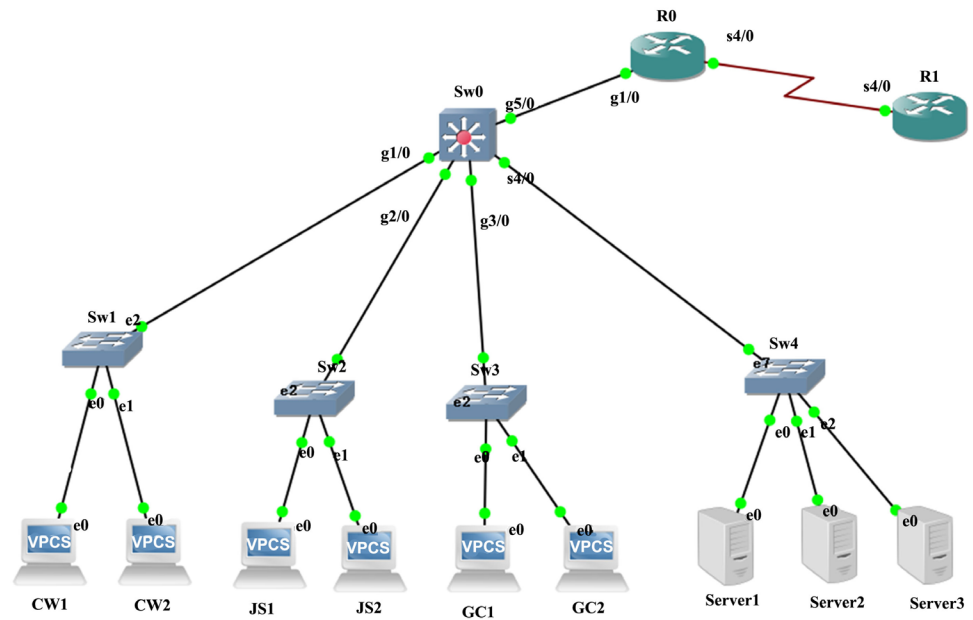 R0
s4/0
R1
s4/0
g1/0
Sw0
g5/0
g1/0
s4/0
g2/0
g3/0
Sw1
e2
Sw2
e2
Sw3
e2
Sw4
e7
e0
e1
e0
e1
e0
e1
e0
e1
e2
e0
e0
e0
e0
e0
e0
e0
e0
e0
VPCS
VPCS
VPCS
VPCS
VPCS
VPCS
CW1
CW2
JS1
JS2
GC1
GC2
Server1
Server2
Server3